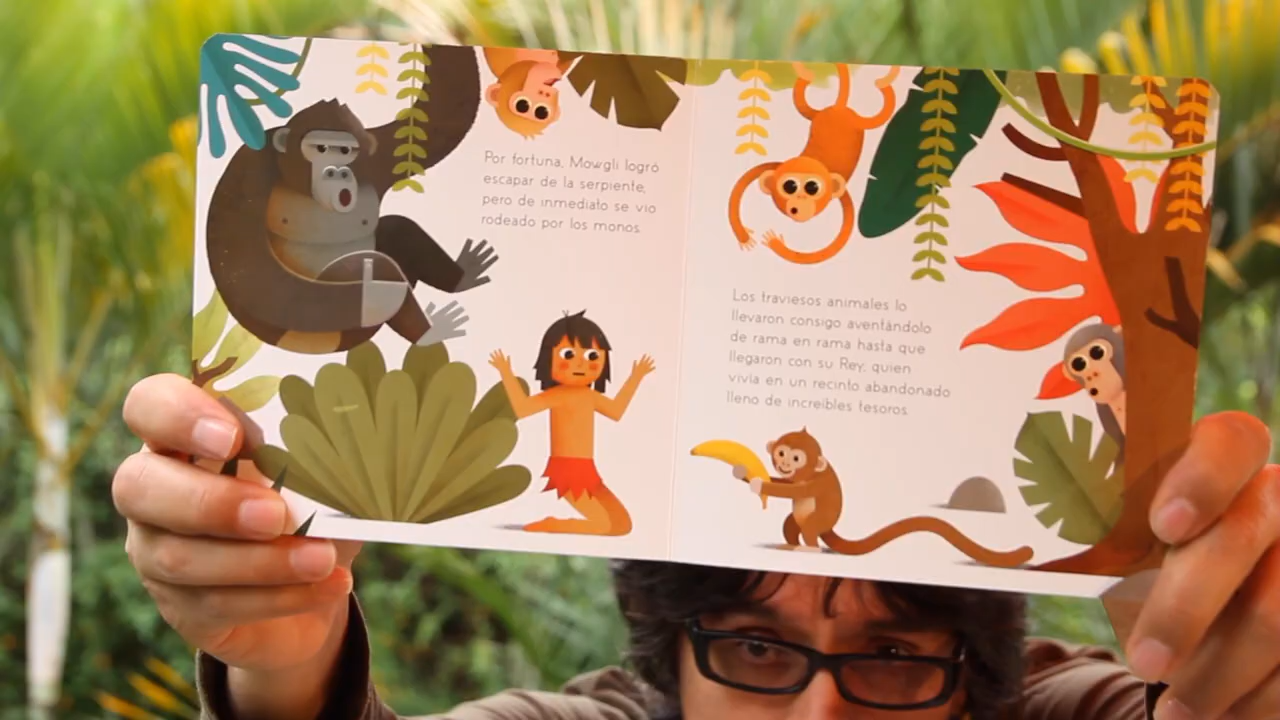 Por fortuna, Mowgli logró
escapar de la serpiente,
pero de inmediato se vio
rodeado por los monos.
Los traviesos animales lo
llevaron consigo aventándolo
de rama en rama hasta que
llegaron con su Rey, quien
vivía en un recinto abandonado
lleno de increíbles tesoros.